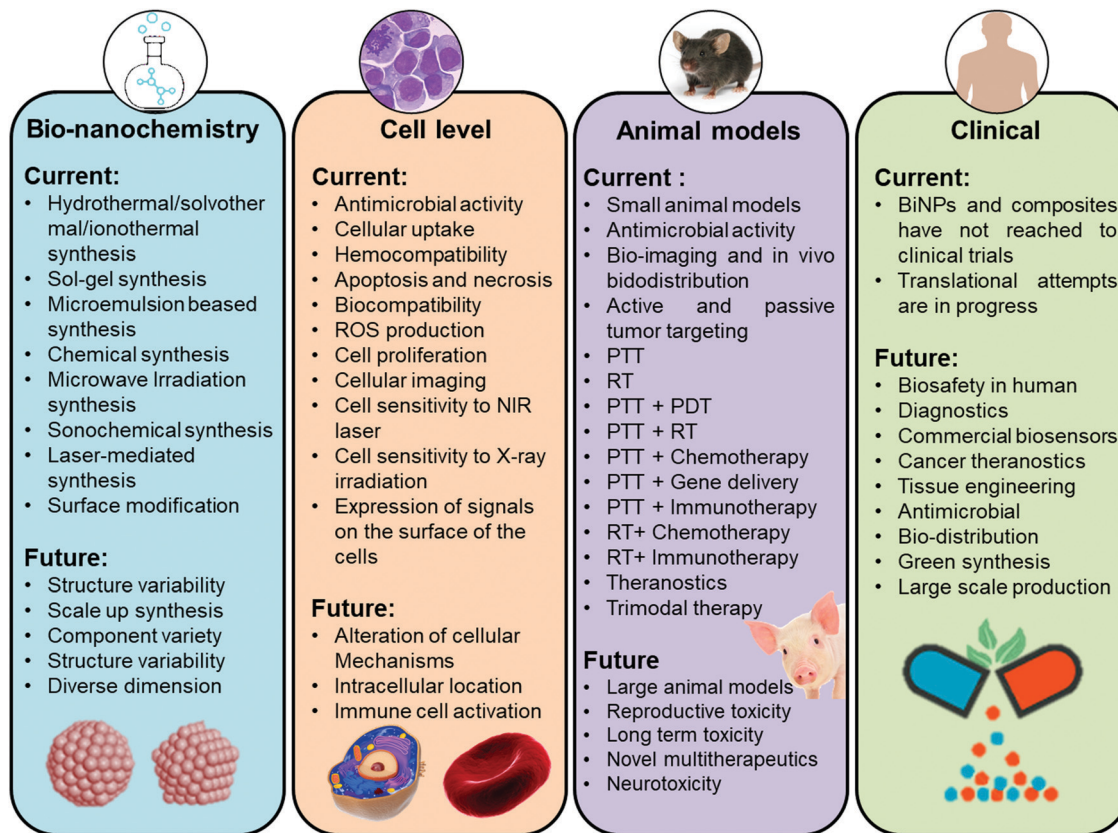 Bio-nanochemistry
Current:
• Hydrothermal/solvother
mal/ionothermal
synthesis
• Sol-gel synthesis
• Microemulsion beased
synthesis
• Chemical synthesis
• Microwave Irradiation
synthesis
• Sonochemical synthesis
• Laser-mediated
synthesis
• Surface modification
Future:
• Structure variability
• Scale up synthesis
• Component variety
• Structure variability
• Diverse dimension
Cell level
Current:
• Antimicrobial activity
• Cellular uptake
• Hemocompatibility
• Apoptosis and necrosis
• Biocompatibility
• ROS production
• Cell proliferation
• Cellular imaging
• Cell sensitivity to NIR
laser
• Cell sensitivity to X-ray
irradiation
• Expression of signals
on the surface of the
cells
Future:
• Alteration of cellular
Mechanisms
• Intracellular location
• Immune cell activation
Animal models
Current :
• Small animal models
• Antimicrobial activity
• Bio-imaging and in vivo
bidodistribution
• Active and passive
tumor targeting
• PTT
• RT
• PTT + PDT
• PTT + RT
• PTT + Chemotherapy
• PTT + Gene delivery
• PTT + Immunotherapy
• RT+ Chemotherapy
• RT+ Immunotherapy
• Theranostics
• Trimodal therapy
Future
• Large animal models
• Reproductive toxicity
• Long term toxicity
• Novel multitherapeutics
• Neurotoxicity
Clinical
Current:
• BiNPs and composites
have not reached to
clinical trials
• Translational attempts
are in progress
Future:
• Biosafety in human
• Diagnostics
• Commercial biosensors
• Cancer theranostics
• Tissue engineering
• Antimicrobial
• Bio-distribution
• Green synthesis
• Large scale production